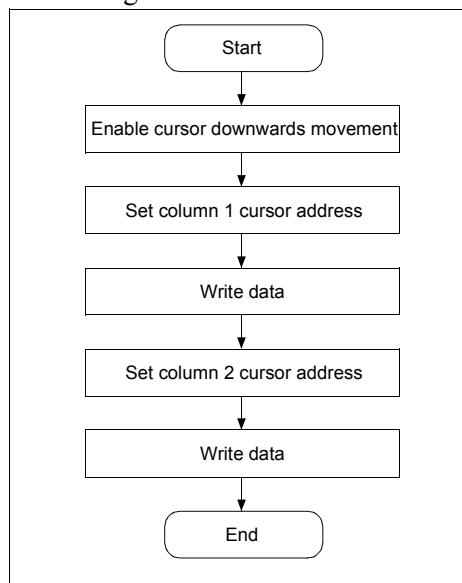 Start
Enable cursor downwards movement
Set column 1 cursor address
Write data
Set column 2 cursor address
Write data
End